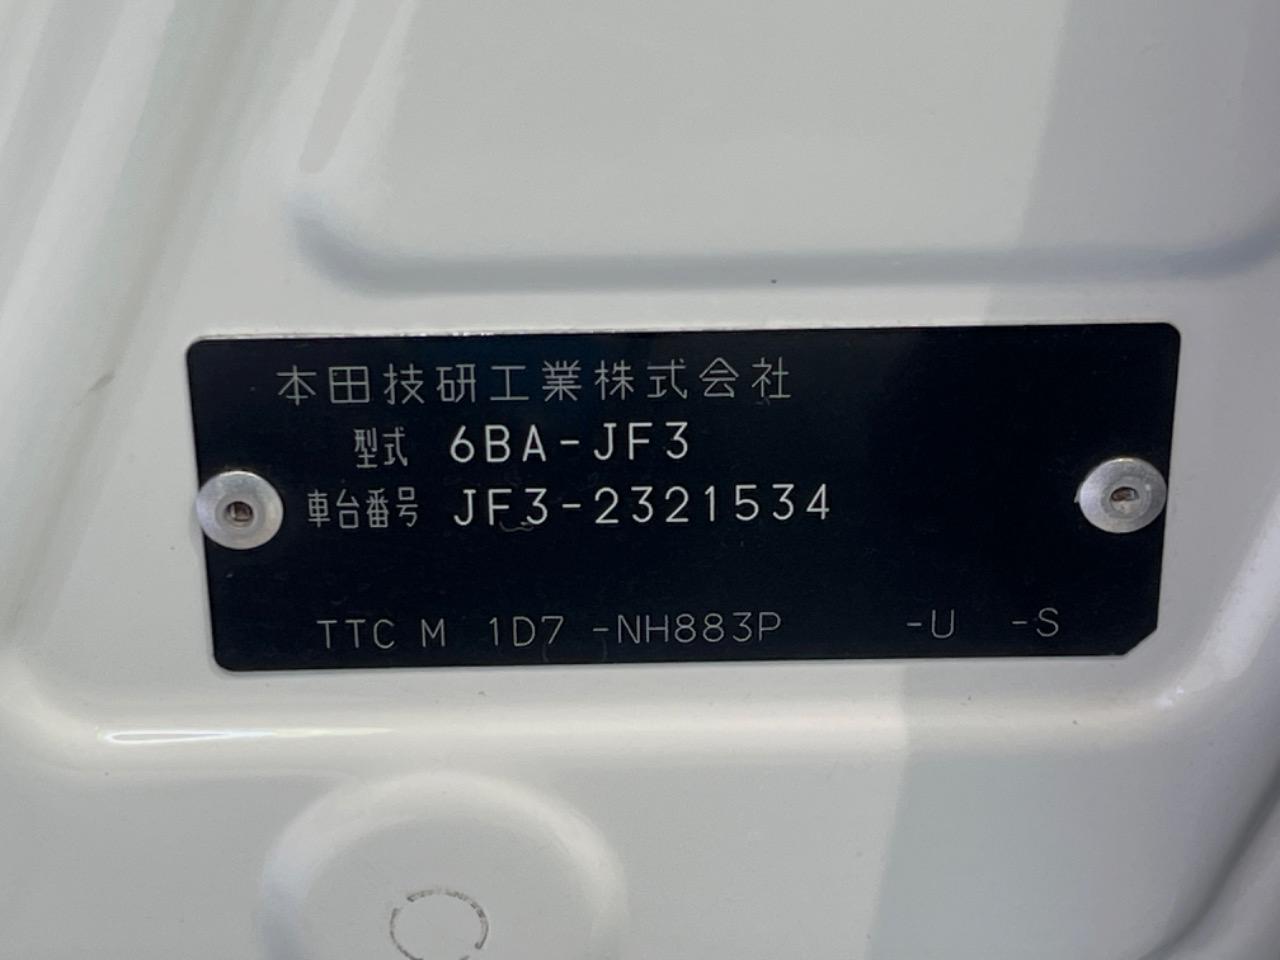 本田技研工業株式会社
型式 6BA-JF3
車台番号 JF3-2321534
TTC M 1D7 -NH883P -U -S